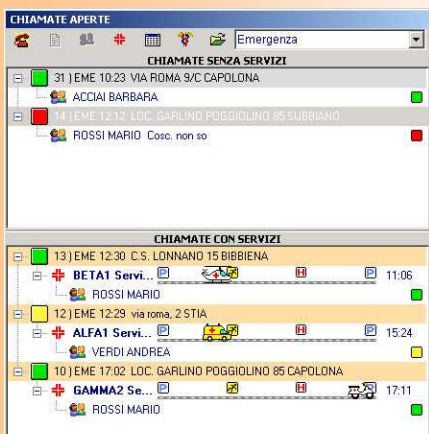 CHIAMATE APERTE
Emergenza
CHIAMATE SENZA SERVIZI
31 ) EME 10:23 VIA ROMA 9/C CAPOLONA
ACCIAI BARBARA
14 ) EME 12:12 LOC. GARLINO POGGIOLINO 85 SUBBIANO
ROSSI MARIO Cosc. non so
CHIAMATE CON SERVIZI
13 ) EME 12:30 C.S. LONNANO 15 BIBBIENA
BETA1 Servi... P H P 11:06
ROSSI MARIO
12 ) EME 12:29 via roma, 2 STIA
ALFA1 Servi... P H P 15:24
VERDI ANDREA
10 ) EME 17:02 LOC. GARLINO POGGIOLINO 85 CAPOLONA
GAMMA2 Se... P H P 17:11
ROSSI MARIO